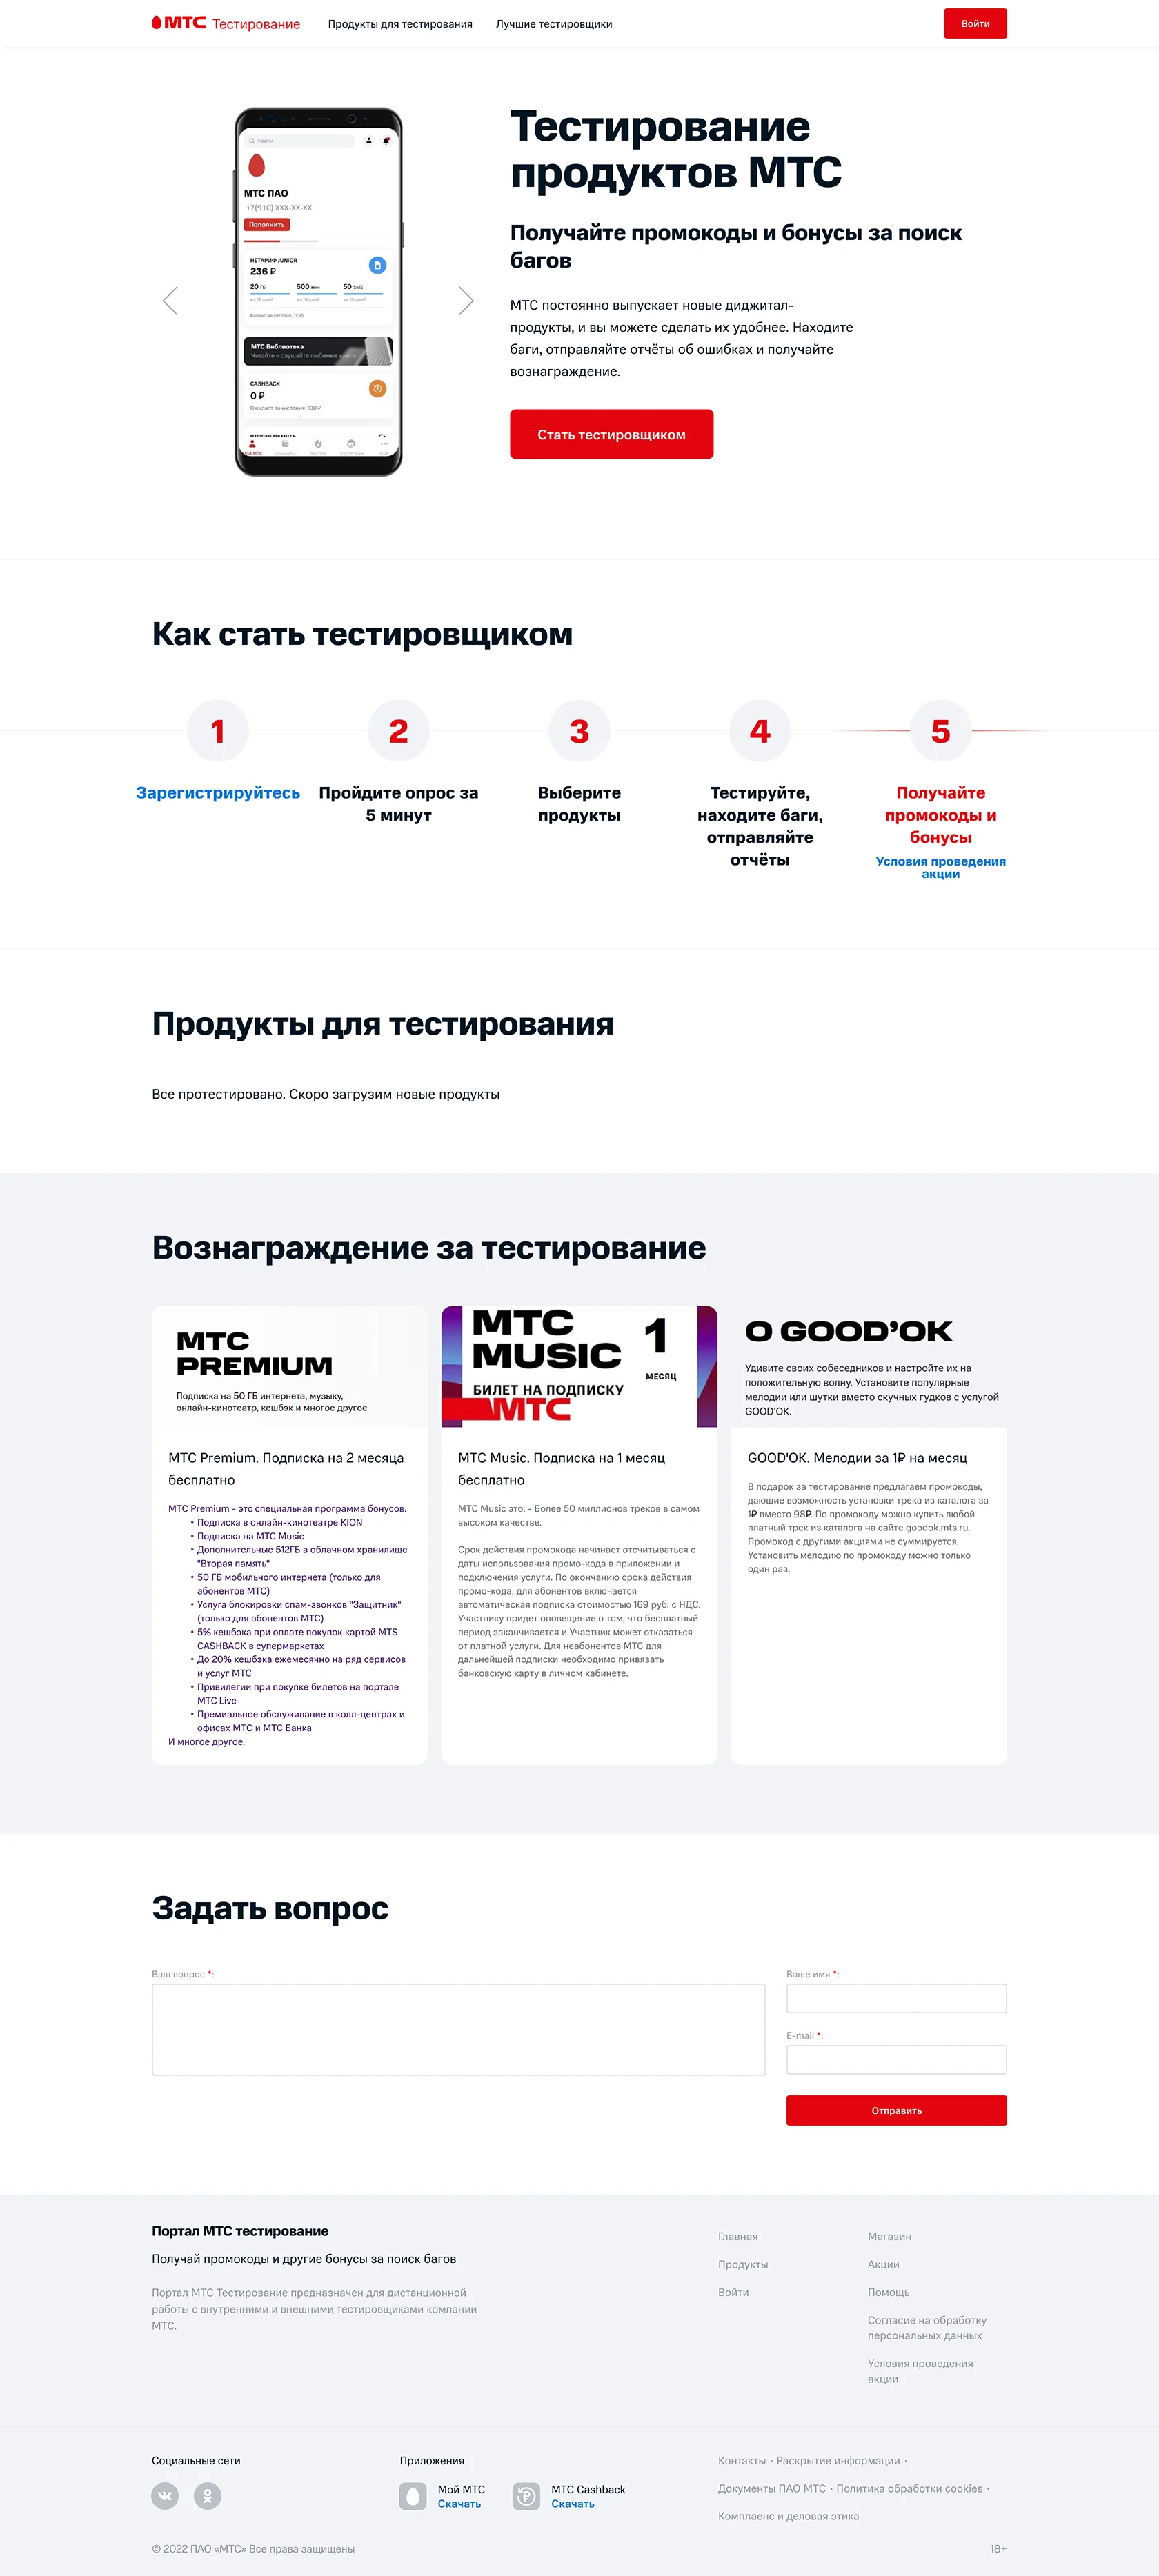 МТС Тестирование
Продукты для тестирования
Лучшие тестировщики
Войти
Найти
МТС ПАО
+7(910) XXX-XX-XX
Пополнить
НЕТАРИФ JUNIOR
236 ₽
20 ГБ
500 мин
50 SMS
МТС Библиотека
Читайте и слушайте любимые книги
CASHBACK
0 ₽
Ожидает зачисления: 100 ₽
Тестирование
продуктов МТС
Получайте промокоды и бонусы за поиск
багов
МТС постоянно выпускает новые диджитал-
продукты, и вы можете сделать их удобнее. Находите
баги, отправляйте отчёты об ошибках и получайте
вознаграждение.
Стать тестировщиком
Как стать тестировщиком
1
2
3
4
5
Зарегистрируйтесь
Пройдите опрос за
5 минут
Выберите
продукты
Тестируйте,
находите баги,
отправляйте
отчёты
Получайте
промокоды и
бонусы
Условия проведения
акции
Продукты для тестирования
Все протестировано. Скоро загрузим новые продукты
Вознаграждение за тестирование
МТС
PREMIUM
Подписка на 50 ГБ интернета, музыку,
онлайн-кинотеатр, кешбэк и многое другое
МТС Premium. Подписка на 2 месяца
бесплатно
МТС Premium - это специальная программа бонусов.
• Подписка в онлайн-кинотеатре KION
• Подписка на МТС Music
• Дополнительные 512ГБ в облачном хранилище
"Вторая память"
• 50 ГБ мобильного интернета (только для
абонентов МТС)
• Услуга блокировки спам-звонков "Защитник"
(только для абонентов МТС)
• 5% кешбэка при оплате покупок картой MTS
CASHBACK в супермаркетах
• До 20% кешбэка ежемесячно на ряд сервисов
и услуг МТС
• Привилегии при покупке билетов на портале
МТС Live
• Премиальное обслуживание в колл-центрах и
офисах МТС и МТС Банка
И многое другое.
МТС
MUSIC
1
МЕСЯЦ
БИЛЕТ НА ПОДПИСКУ
МТС
МТС Music. Подписка на 1 месяц
бесплатно
МТС Music это: - Более 50 миллионов треков в самом
высоком качестве.
Срок действия промокода начинает отсчитываться с
даты использования промо-кода в приложении и
подключения услуги. По окончанию срока действия
промо-кода, для абонентов включается
автоматическая подписка стоимостью 169 руб. с НДС.
Участнику придет оповещение о том, что бесплатный
период заканчивается и Участник может отказаться
от платной услуги. Для неабонентов МТС для
дальнейшей подписки необходимо привязать
банковскую карту в личном кабинете.
О GOOD'OK
Удивите своих собеседников и настройте их на
положительную волну. Установите популярные
мелодии или шутки вместо скучных гудков с услугой
GOOD'OK.
GOOD'OK. Мелодии за 1₽ на месяц
В подарок за тестирование предлагаем промокоды,
дающие возможность установки трека из каталога за
1₽ вместо 98₽. По промокоду можно купить любой
платный трек из каталога на сайте goodok.mts.ru.
Промокод с другими акциями не суммируется.
Установить мелодию по промокоду можно только
один раз.
Задать вопрос
Ваш вопрос *:
Ваше имя *:
E-mail *:
Отправить
Портал МТС тестирование
Получай промокоды и другие бонусы за поиск багов
Портал МТС Тестирование предназначен для дистанционной
работы с внутренними и внешними тестировщиками компании
МТС.
Главная
Продукты
Войти
Магазин
Акции
Помощь
Согласие на обработку
персональных данных
Условия проведения
акции
Социальные сети
Приложения
Мой МТС
Скачать
МТС Cashback
Скачать
Контакты · Раскрытие информации ·
Документы ПАО МТС · Политика обработки cookies ·
Комплаенс и деловая этика
© 2022 ПАО «МТС» Все права защищены
18+